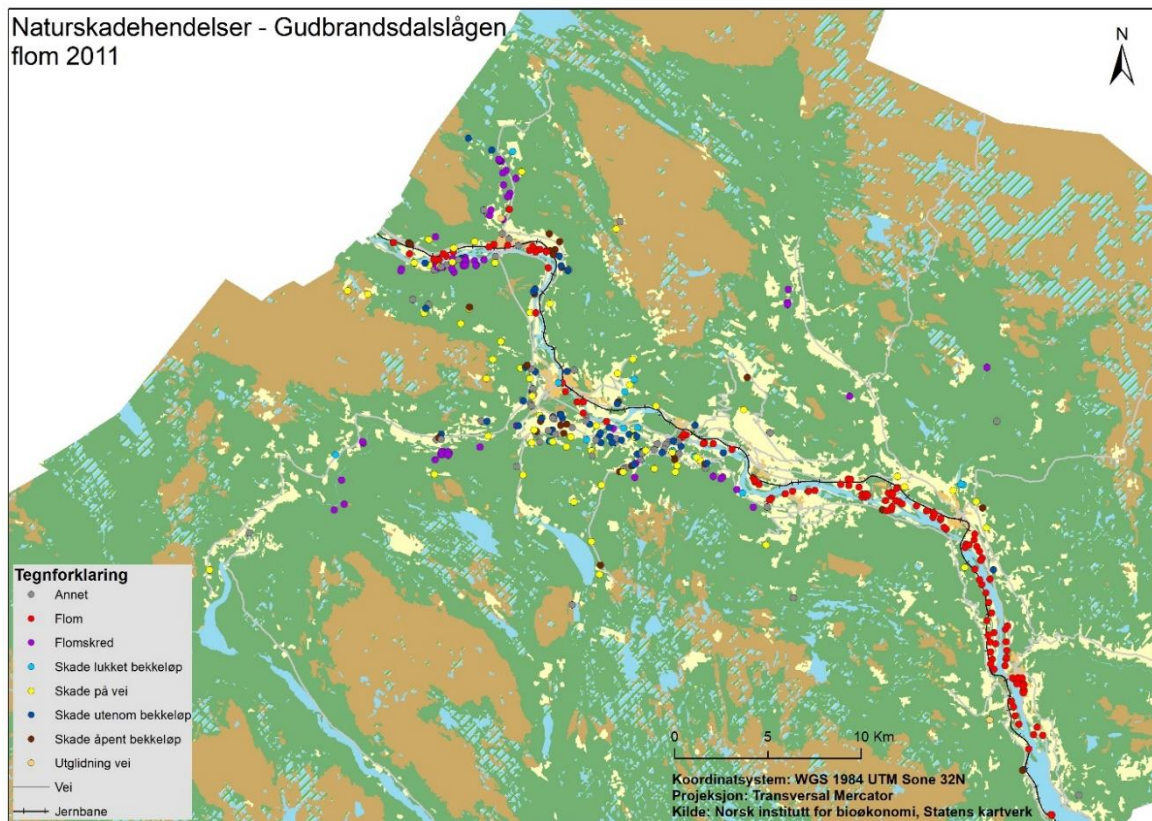 Naturskadehendelser - Gudbrandsdalslågen
flom 2011
N
Tegnforklaring
Annet
Flom
Flomskred
Skade lukket bekkeløp
Skade på vei
Skade utenom bekkeløp
Skade åpent bekkeløp
Utglidning vei
Vei
Jernbane
0 5 10 Km
Koordinatsystem: WGS 1984 UTM Sone 32N
Projeksjon: Transversal Mercator
Kilde: Norsk institutt for bioøkonomi, Statens kartverk